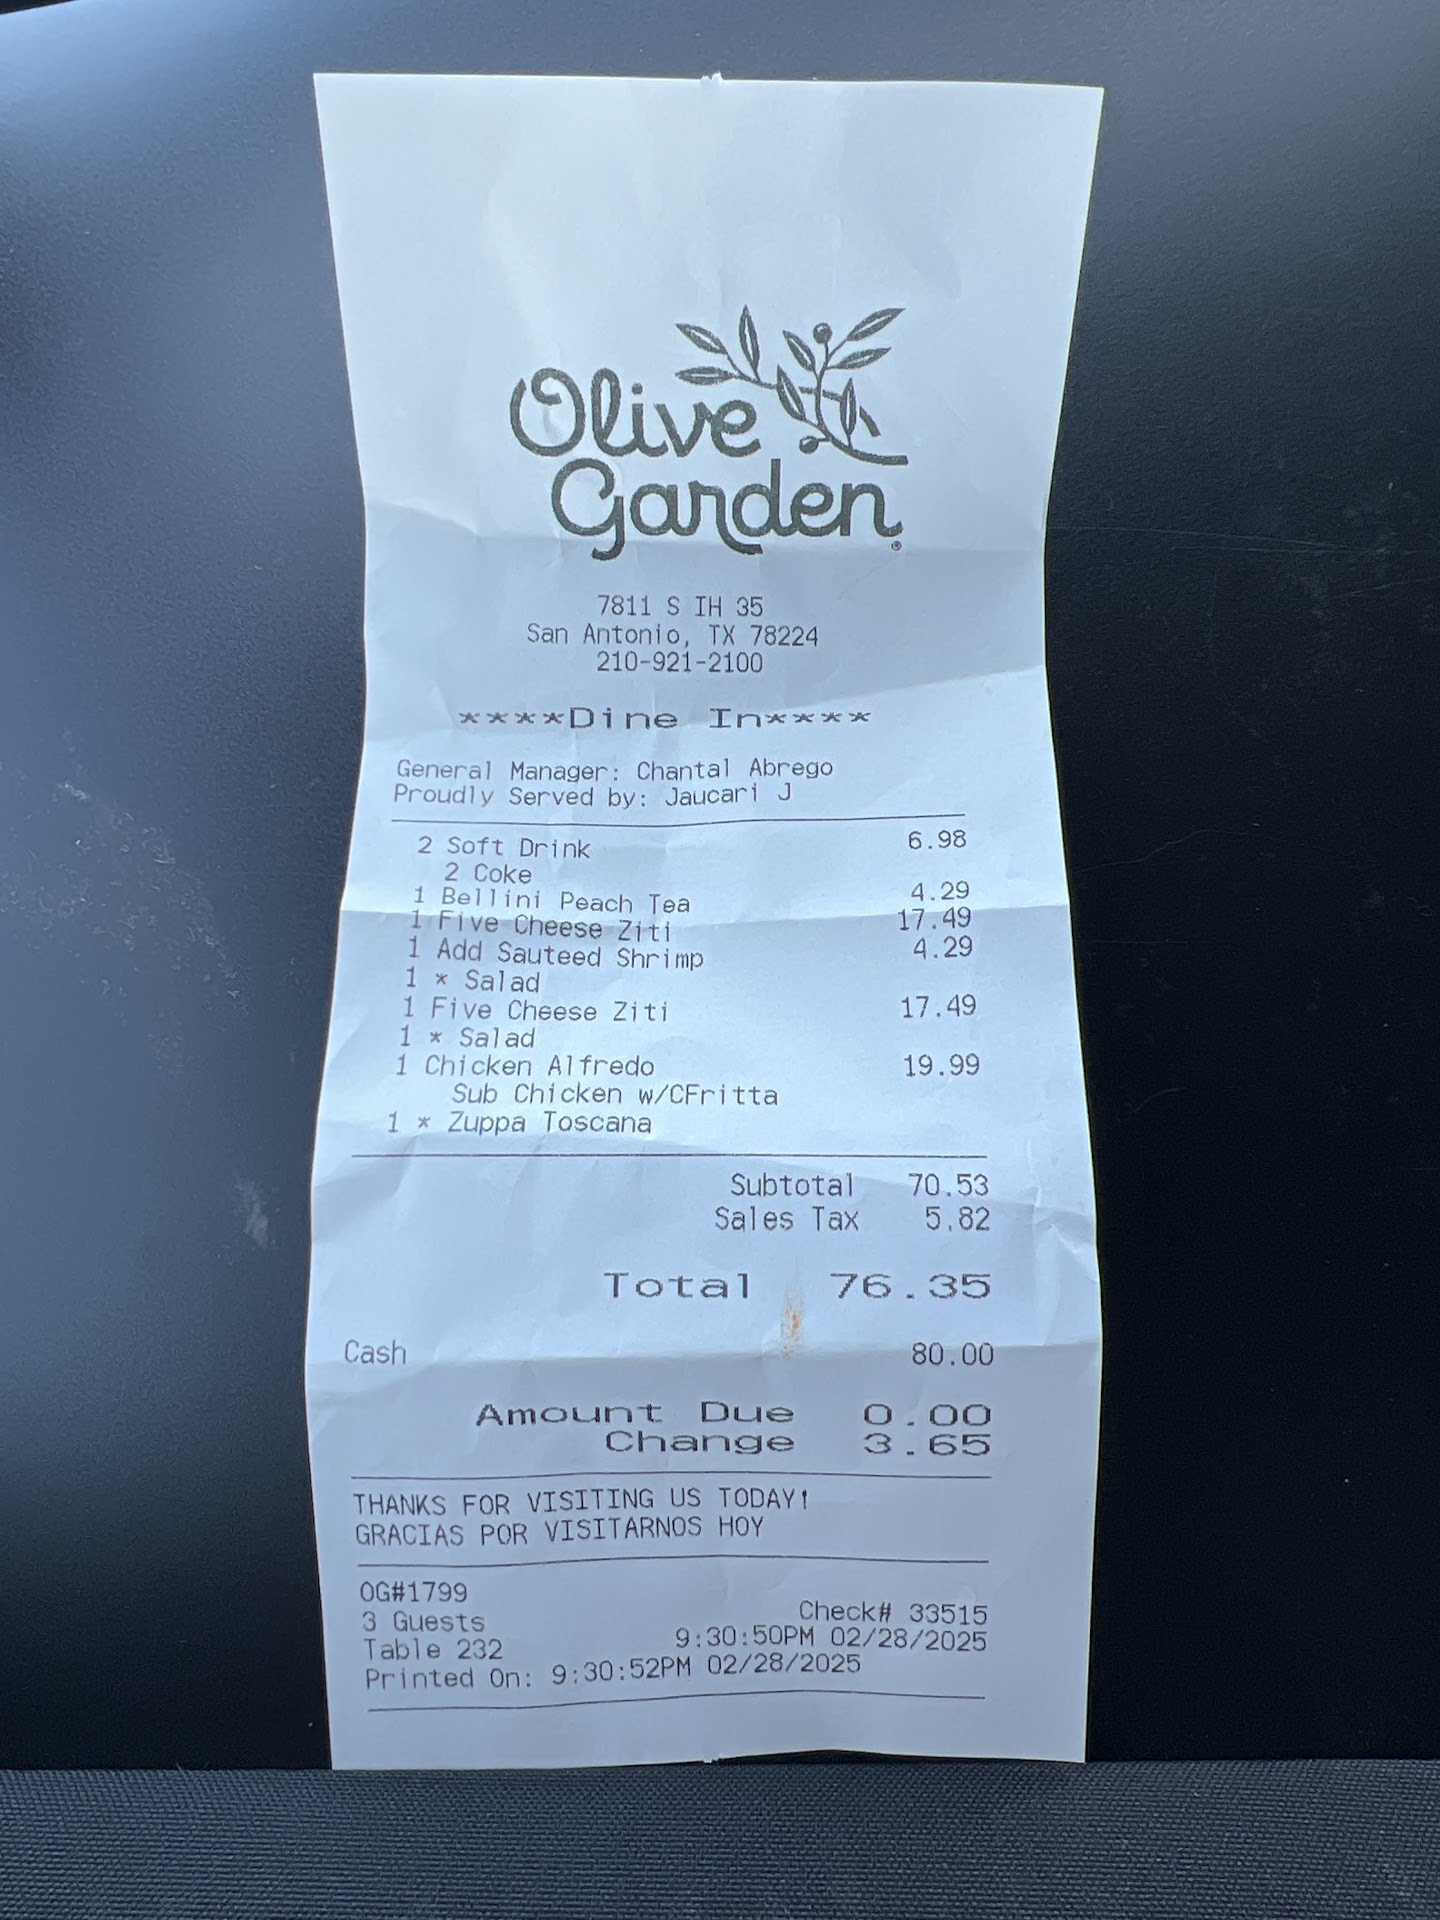 Olive
Garden®
7811 S IH 35
San Antonio, TX 78224
210-921-2100
****Dine In****
General Manager: Chantal Abrego
Proudly Served by: Jaucari J
2 Soft Drink 6.98
2 Coke
1 Bellini Peach Tea 4.29
1 Five Cheese Ziti 17.49
1 Add Sauteed Shrimp 4.29
1 * Salad
1 Five Cheese Ziti 17.49
1 * Salad
1 Chicken Alfredo 19.99
Sub Chicken w/CFritta
1 * Zuppa Toscana
Subtotal 70.53
Sales Tax 5.82
Total 76.35
Cash 80.00
Amount Due 0.00
Change 3.65
THANKS FOR VISITING US TODAY!
GRACIAS POR VISITARNOS HOY
OG#1799
3 Guests Check# 33515
Table 232 9:30:50PM 02/28/2025
Printed On: 9:30:52PM 02/28/2025